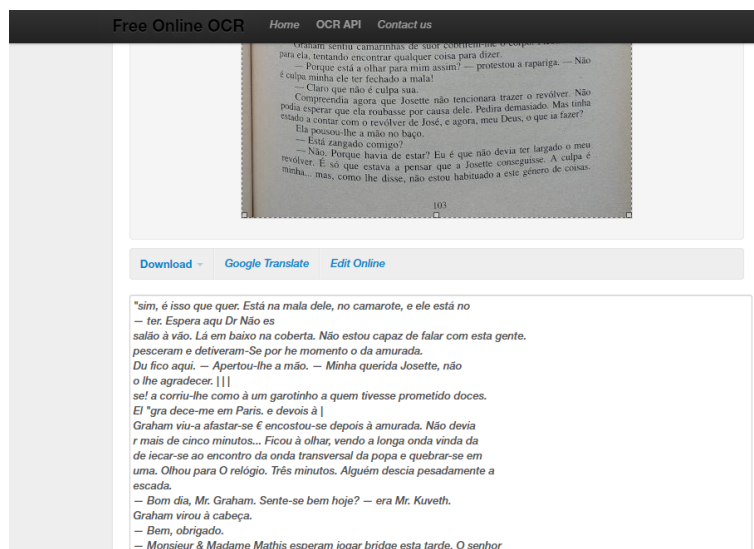 Free Online OCR Home OCR API Contact us
Graham sentiu camarinhas de suor cobrirem-lhe o corpo.
para ela, tentando encontrar qualquer coisa para dizer.
— Porque está a olhar para mim assim? — protestou a rapariga. — Não
é culpa minha ele ter fechado a mala!
— Claro que não é culpa sua.
Compreendia agora que Josette não tencionara trazer o revólver. Não
podia esperar que ela roubasse por causa dele. Pedira demasiado. Mas tinha
estado a contar com o revólver de José, e agora, meu Deus, o que ia fazer?
Ela pousou-lhe a mão no baço.
— Está zangado comigo?
— Não. Porque havia de estar? Eu é que não devia ter largado o meu
revólver. É só que estava a pensar que a Josette conseguisse. A culpa é
minha... mas, como lhe disse, não estou habituado a este género de coisas.
103
Download Google Translate Edit Online
"sim, é isso que quer. Está na mala dele, no camarote, e ele está no
— ter. Espera aqu Dr Não es
salão à vão. Lá em baixo na coberta. Não estou capaz de falar com esta gente.
pesceram e detiveram-Se por he momento o da amurada.
Du fico aqui. — Apertou-lhe a mão. — Minha querida Josette, não
o lhe agradecer. | | |
se! a corriu-lhe como à um garotinho a quem tivesse prometido doces.
El "gra dece-me em Paris. e devois à |
Graham viu-a afastar-se € encostou-se depois à amurada. Não devia
r mais de cinco minutos... Ficou à olhar, vendo a longa onda vinda da
de iecar-se ao encontro da onda transversal da popa e quebrar-se em
uma. Olhou para O relógio. Três minutos. Alguém descia pesadamente a
escada.
— Bom dia, Mr. Graham. Sente-se bem hoje? — era Mr. Kuveth.
Graham virou à cabeça.
— Bem, obrigado.
— Monsieur & Madame Mathis esperam jogar bridge esta tarde. O senhor